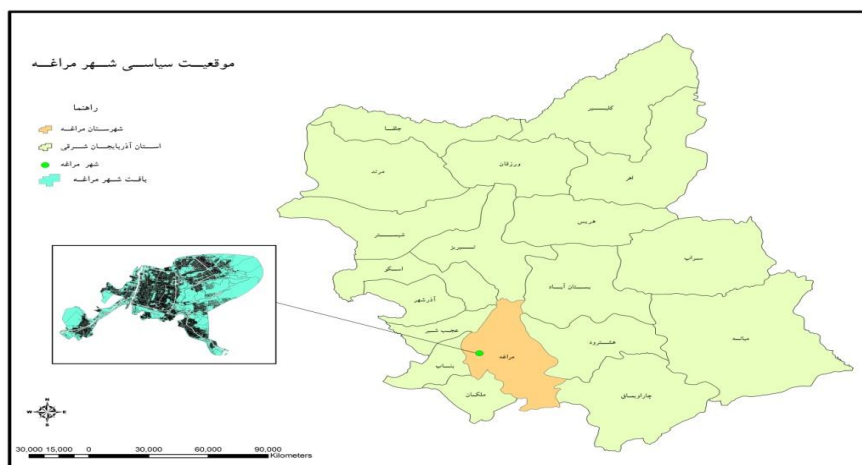 موقعیت سیاسی شهر مراغه
راهنما
شهرستان مراغه
استان آذربایجان شرقی
شهر مراغه
بافت شهر مراغه
کلیبر
جلفا
ورزقان
اهر
مرند
هریس
شبستر
تبریز
سراب
اسکو
بستان آباد
آذرشهر
میانه
عجب شیر
هشترود
مراغه
بناب
ملکان
چاراویماق
N
W E
S
30,000 15,000 0 30,000 60,000 90,000
Kilometers